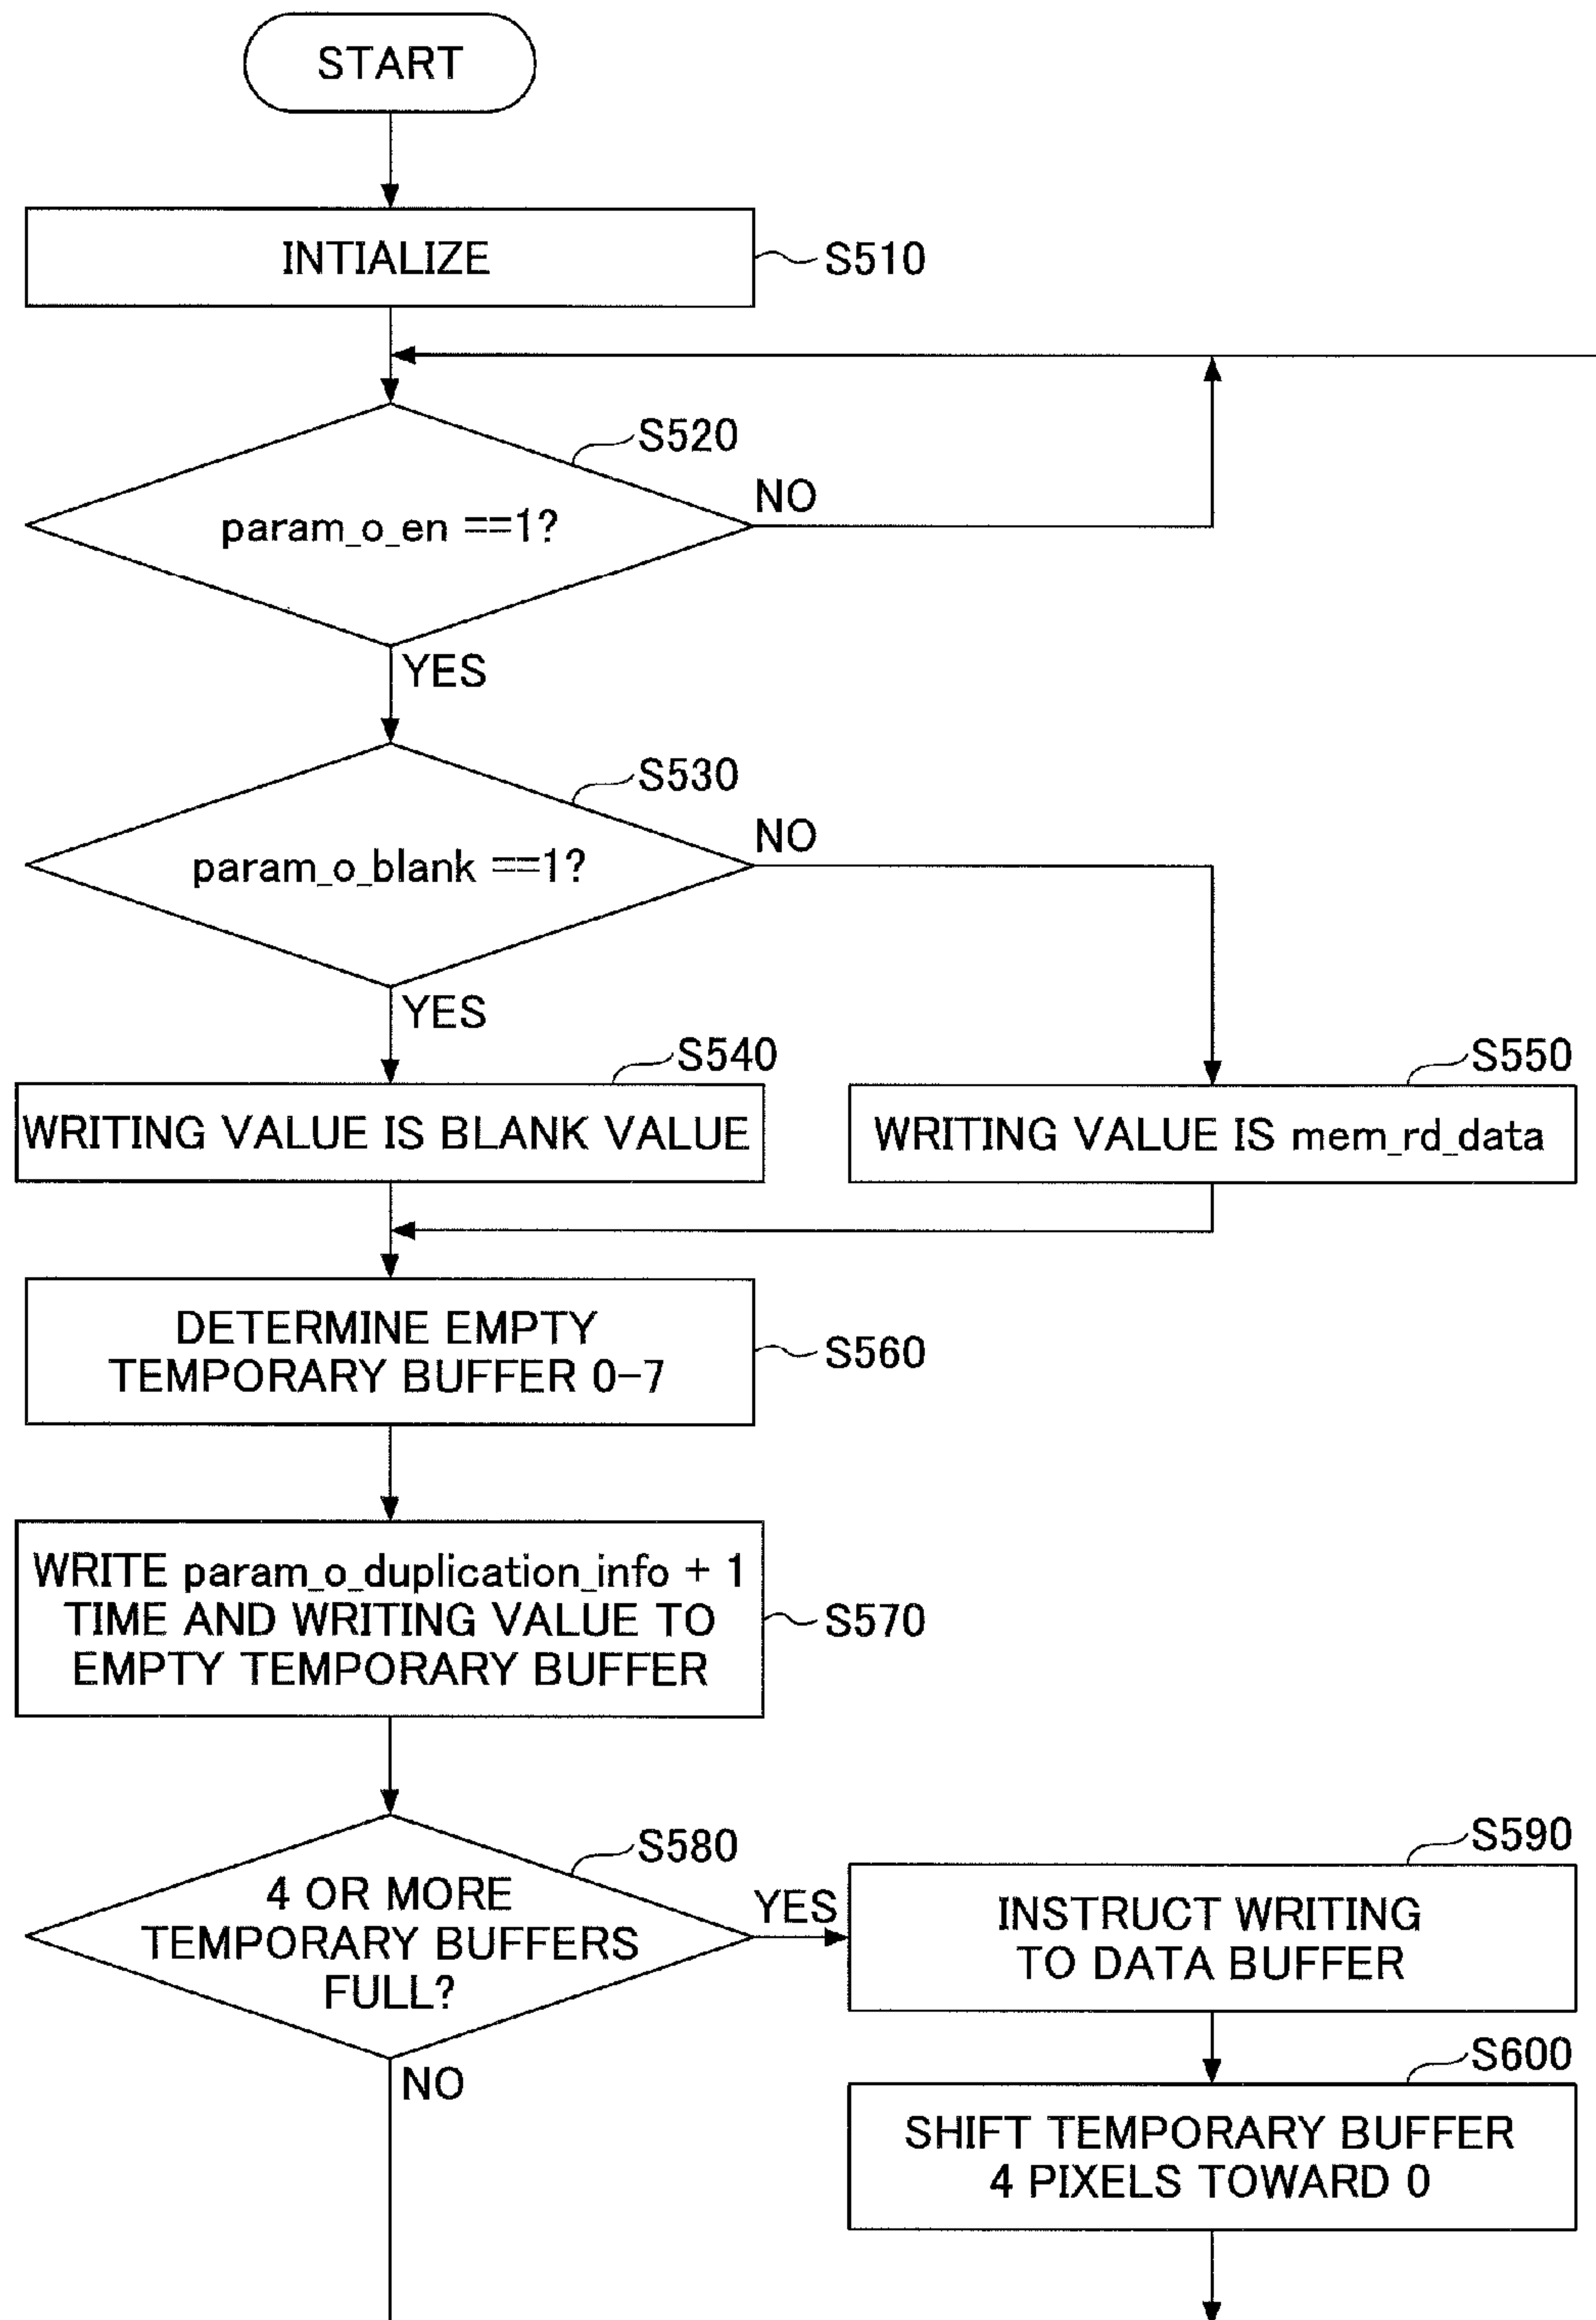 START
INTIALIZE
S510
S520
param_o_en ==1?
NO
YES
S530
param_o_blank ==1?
NO
YES
S540
WRITING VALUE IS BLANK VALUE
S550
WRITING VALUE IS mem_rd_data
DETERMINE EMPTY
TEMPORARY BUFFER 0-7
S560
WRITE param_o_duplication_info + 1
TIME AND WRITING VALUE TO
EMPTY TEMPORARY BUFFER
S570
S580
4 OR MORE
TEMPORARY BUFFERS
FULL?
YES
NO
S590
INSTRUCT WRITING
TO DATA BUFFER
S600
SHIFT TEMPORARY BUFFER
4 PIXELS TOWARD 0